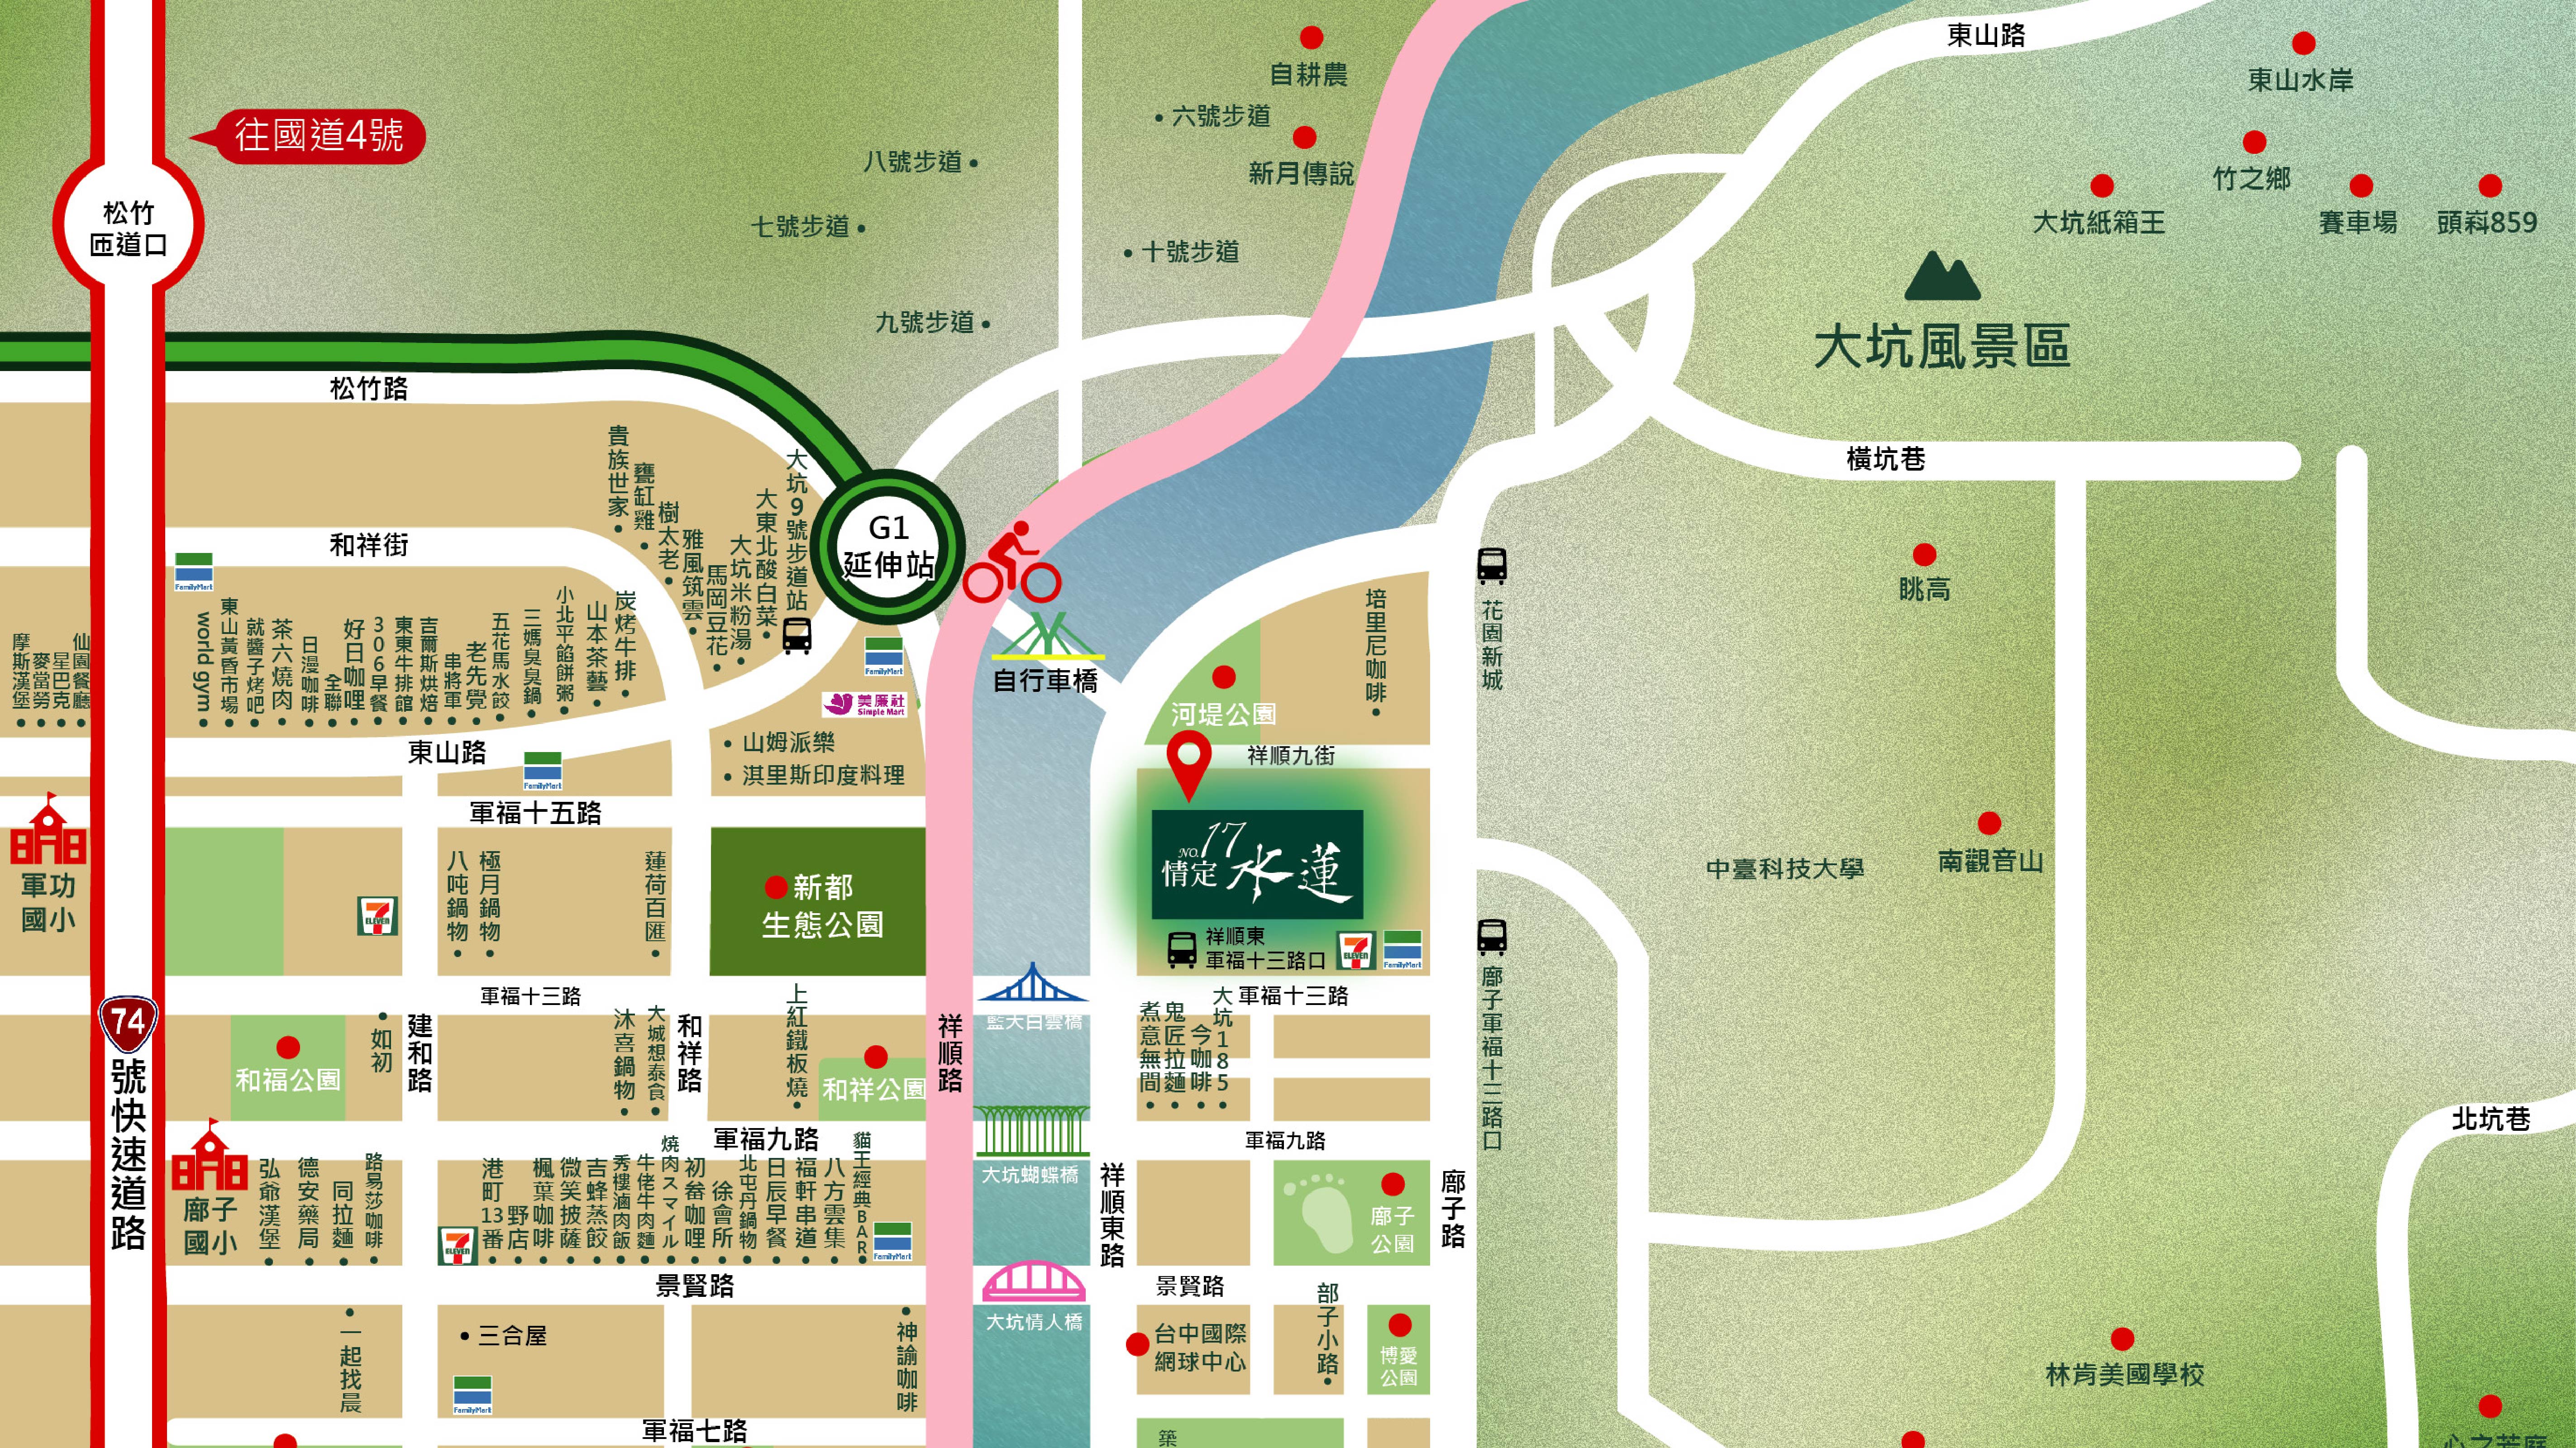 東山路
自耕農
東山水岸
六號步道
往國道4號
八號步道
新月傳說
竹之鄉
松竹
匝道口
七號步道
大坑紙箱王
賽車場
頭嵙859
十號步道
九號步道
大坑風景區
松竹路
橫坑巷
貴族世家
甕缸雞
樹太老
雅風筑雲
馬岡豆花
大坑米粉湯
大東北酸白菜
大坑9號步道站
G1
延伸站
和祥街
FamilyMart
眺高
花園新城
培里尼咖啡
摩斯漢堡
麥當勞
星巴克
仙園餐廳
world gym
東山黃昏市場
就醬子烤吧
茶六燒肉
日漫咖啡
全聯
好日咖哩
306早餐
東東牛排館
吉爾斯烘焙
串將軍
老先覺
五花馬水餃
三媽臭臭鍋
小北平餡餅粥
山本茶藝
炭烤牛排
FamilyMart
自行車橋
美廉社
Simple Mart
河堤公園
東山路
山姆派樂
淇里斯印度料理
祥順九街
FamilyMart
軍福十五路
NO.17
情定水蓮
軍功
國小
八吨鍋物
極月鍋物
蓮荷百匯
新都
生態公園
中臺科技大學
南觀音山
7
ELEVEN
祥順東
軍福十三路口
7
ELEVEN
FamilyMart
廍子軍福十三路口
軍福十三路
軍福十三路
74
號快速道路
和福公園
如初
建和路
沐喜鍋物
大城想泰食
和祥路
上紅鐵板燒
和祥公園
祥順路
藍天白雲橋
煮意無間
鬼匠拉麵
今咖啡
大坑185
北坑巷
軍福九路
軍福九路
廍子
國小
弘爺漢堡
德安藥局
同拉麵
路易莎咖啡
7
ELEVEN
港町13番
野店
楓葉咖啡
微笑披薩
吉蜂蒸餃
秀樓滷肉飯
牛佬牛肉麵
燒肉スマイル
初畚咖哩
徐會所
北屯丹鍋物
日辰早餐
福軒串道
八方雲集
貓王經典BAR
FamilyMart
大坑蝴蝶橋
祥順東路
廍子
公園
廍子路
景賢路
景賢路
一起找晨
三合屋
FamilyMart
神諭咖啡
大坑情人橋
台中國際
網球中心
部子小路
博愛
公園
林肯美國學校
軍福七路
築